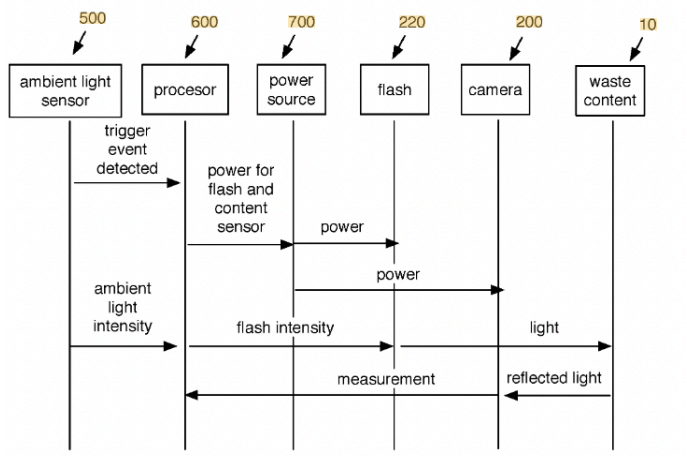 500
600
700
220
200
10
ambient light
sensor
procesor
power
source
flash
camera
waste
content
trigger
event
detected
power for
flash and
content
sensor
power
power
ambient
light
intensity
flash intensity
light
measurement
reflected light